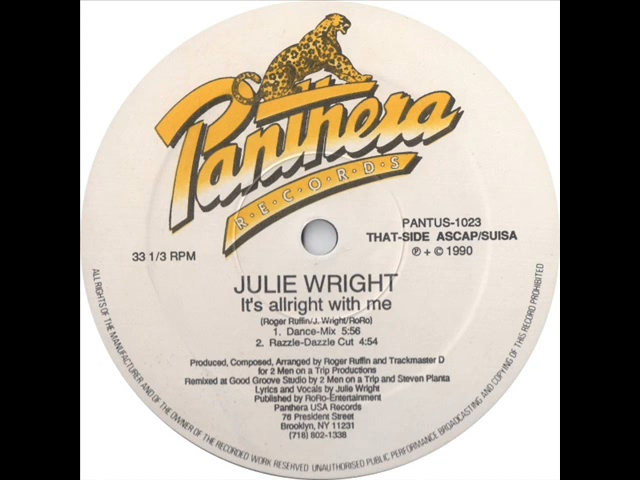 Panthera
R·E·C·O·R·D·S
PANTUS-1023
33 1/3 RPM
THAT-SIDE ASCAP/SUISA
℗ + © 1990
JULIE WRIGHT
It's allright with me
(Roger Ruffin/J. Wright/RoRo)
1. Dance-Mix 5:56
2. Razzle-Dazzle Cut 4:54
Produced, Composed, Arranged by Roger Ruffin and Trackmaster D
for 2 Men on a Trip Productions
Remixed at Good Groove Studio by 2 Men on a Trip and Steven Planta
Lyrics and Vocals by Julie Wright
Published by RoRo-Entertainment
Panthera USA Records
76 President Street
Brooklyn, NY 11231
(718) 802-1338
ALL RIGHTS OF THE MANUFACTURER AND OF THE OWNER OF THE RECORDED WORK RESERVED UNAUTHORISED PUBLIC PERFORMANCE BROADCASTING AND COPYING OF THIS RECORD PROHIBITED